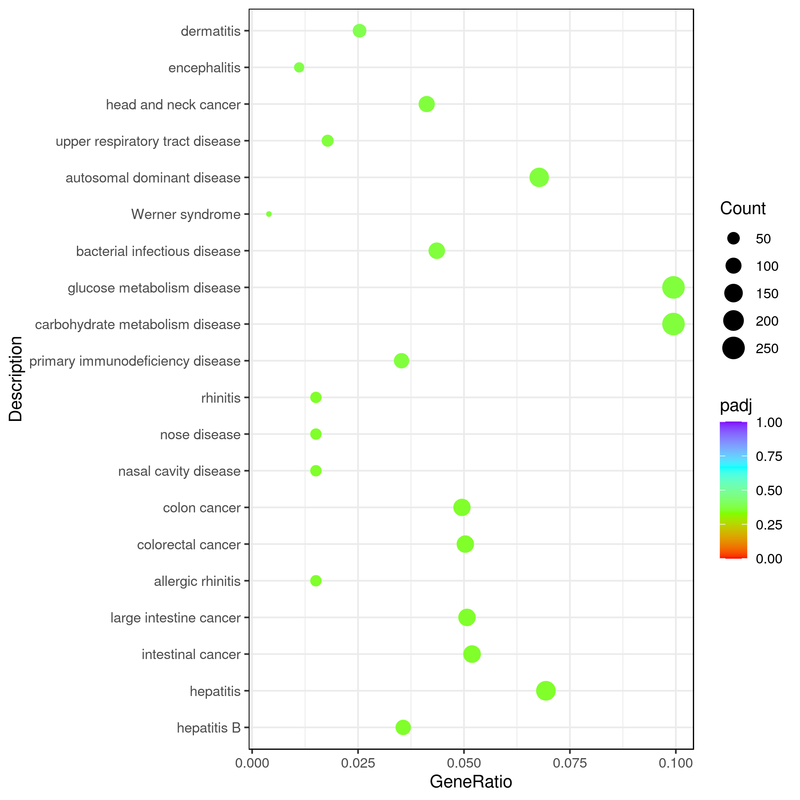 dermatitis
encephalitis
head and neck cancer
upper respiratory tract disease
autosomal dominant disease
Werner syndrome
bacterial infectious disease
glucose metabolism disease
carbohydrate metabolism disease
primary immunodeficiency disease
rhinitis
nose disease
nasal cavity disease
colon cancer
colorectal cancer
allergic rhinitis
large intestine cancer
intestinal cancer
hepatitis
hepatitis B
Description
0.000 0.025 0.050 0.075 0.100
GeneRatio
Count
50
100
150
200
250
padj
1.00
0.75
0.50
0.25
0.00